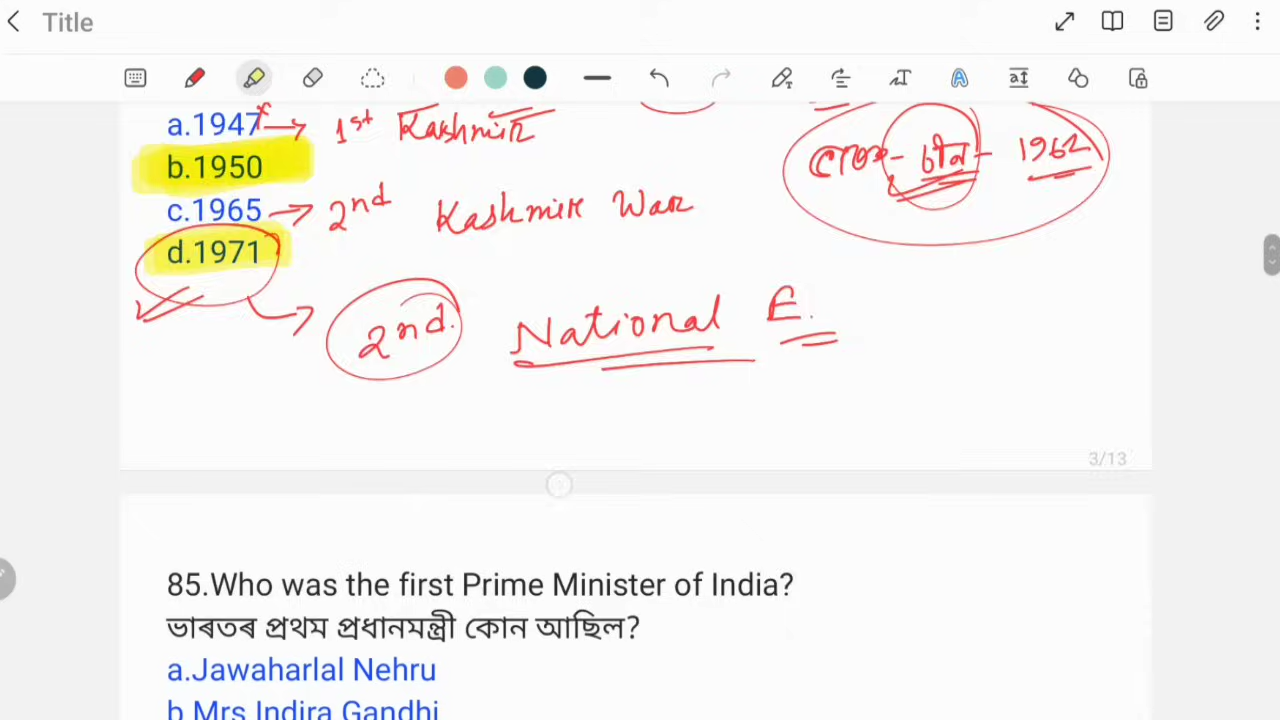 Title
a.1947 → 1st Kashmir
b.1950
চীন - 1962
c.1965 → 2nd Kashmir War
d.1971
2nd. National E.
3/13
85.Who was the first Prime Minister of India?
ভাৰতৰ প্ৰথম প্ৰধানমন্ত্ৰী কোন আছিল?
a.Jawaharlal Nehru
b.Mrs Indira Gandhi